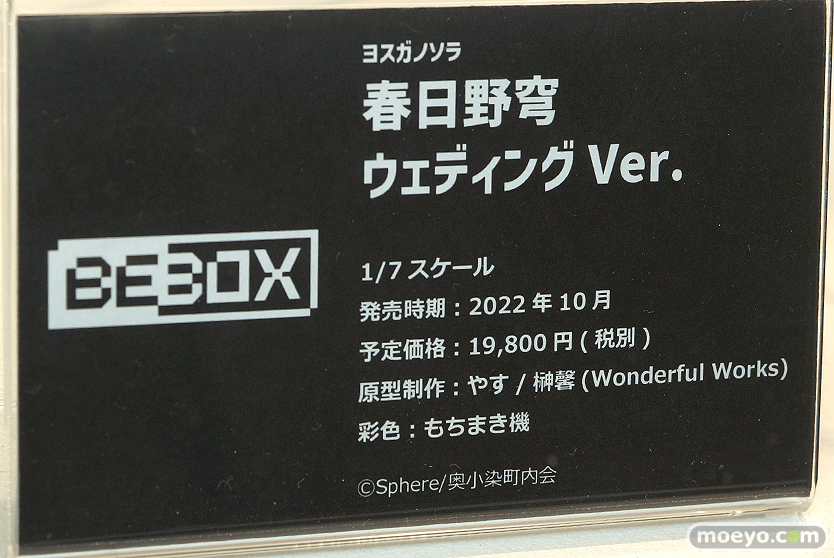 ヨスガノソラ
春日野穹
ウェディング Ver.
BEBOX
1/7 スケール
発売時期：2022 年 10 月
予定価格：19,800 円 ( 税別 )
原型制作：やす / 榊馨 (Wonderful Works)
彩色：もちまき機
©Sphere/奥小染町内会
moeyo.com